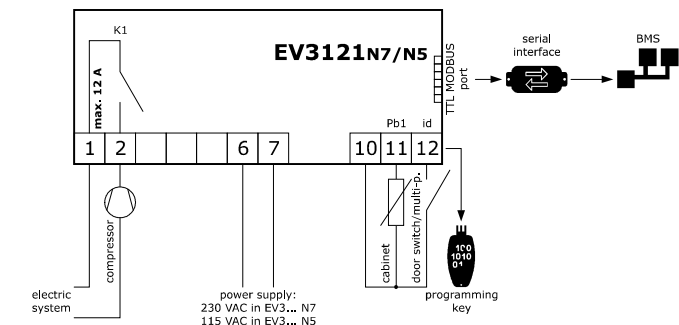 K1
EV3121N7/N5
max. 12 A
TTL MODBUS
port
serial
interface
BMS
Pb1
id
1
2
6
7
10
11
12
compressor
cabinet
door switch/multi-p.
100
1010
01
electric
system
power supply:
230 VAC in EV3... N7
115 VAC in EV3... N5
programming
key